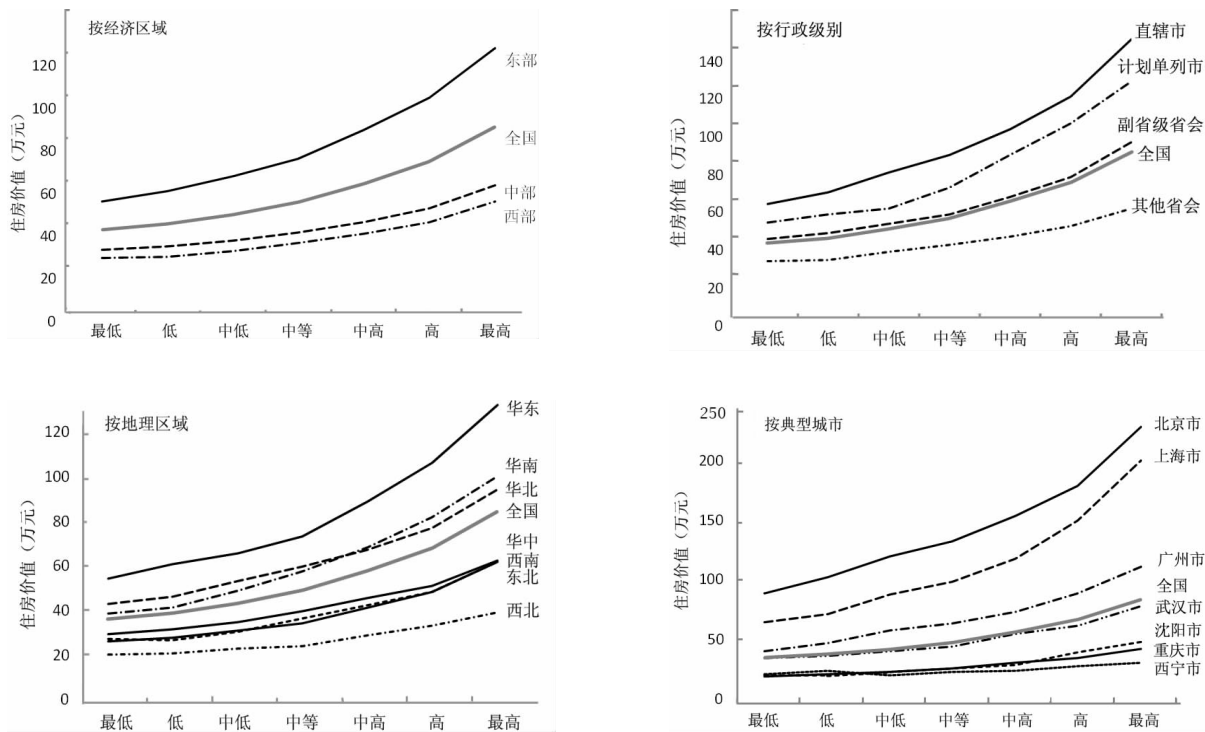 按经济区域
住房价值（万元）
120
100
80
60
40
20
0
东部
全国
中部
西部
最低 低 中低 中等 中高 高 最高
按行政级别
住房价值（万元）
140
120
100
80
60
40
20
0
直辖市
计划单列市
副省级省会
全国
其他省会
最低 低 中低 中等 中高 高 最高
按地理区域
住房价值（万元）
120
100
80
60
40
20
0
华东
华南
华北
全国
华中
西南
东北
西北
最低 低 中低 中等 中高 高 最高
按典型城市
住房价值（万元）
250
200
150
100
50
0
北京市
上海市
广州市
全国
武汉市
沈阳市
重庆市
西宁市
最低 低 中低 中等 中高 高 最高